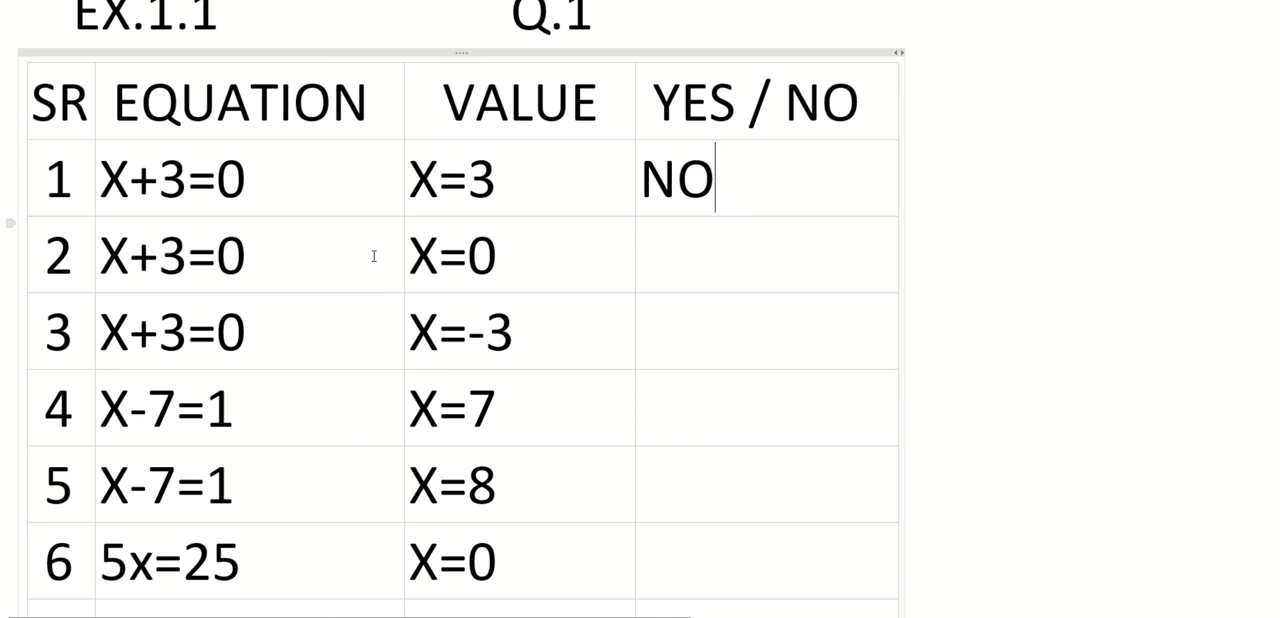 EX.1.1 Q.1
SR EQUATION VALUE YES / NO
1 X+3=0 X=3 NO
2 X+3=0 X=0
3 X+3=0 X=-3
4 X-7=1 X=7
5 X-7=1 X=8
6 5x=25 X=0